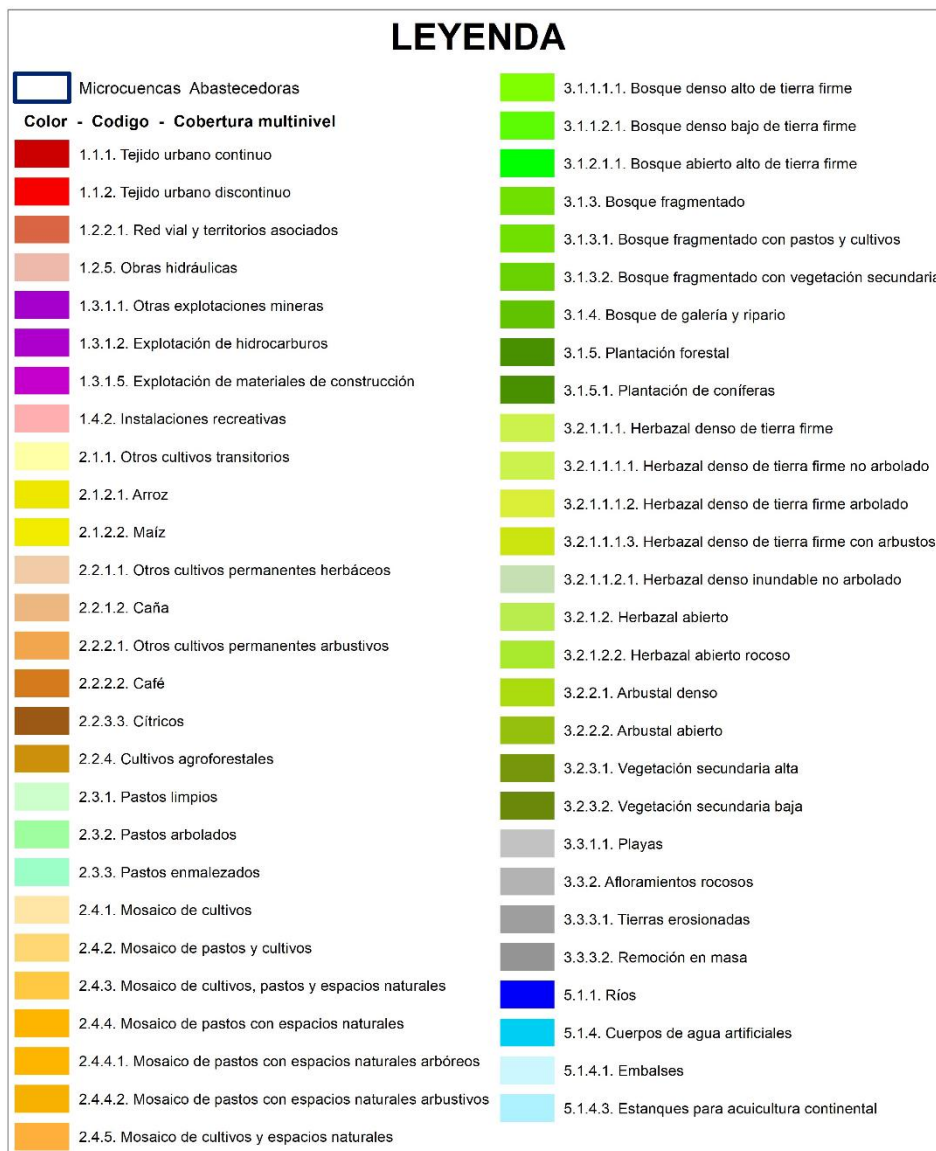 LEYENDA
Microcuencas Abastecedoras
Color - Codigo - Cobertura multinivel
1.1.1. Tejido urbano continuo
1.1.2. Tejido urbano discontinuo
1.2.2.1. Red vial y territorios asociados
1.2.5. Obras hidráulicas
1.3.1.1. Otras explotaciones mineras
1.3.1.2. Explotación de hidrocarburos
1.3.1.5. Explotación de materiales de construcción
1.4.2. Instalaciones recreativas
2.1.1. Otros cultivos transitorios
2.1.2.1. Arroz
2.1.2.2. Maíz
2.2.1.1. Otros cultivos permanentes herbáceos
2.2.1.2. Caña
2.2.2.1. Otros cultivos permanentes arbustivos
2.2.2.2. Café
2.2.3.3. Cítricos
2.2.4. Cultivos agroforestales
2.3.1. Pastos limpios
2.3.2. Pastos arbolados
2.3.3. Pastos enmalezados
2.4.1. Mosaico de cultivos
2.4.2. Mosaico de pastos y cultivos
2.4.3. Mosaico de cultivos, pastos y espacios naturales
2.4.4. Mosaico de pastos con espacios naturales
2.4.4.1. Mosaico de pastos con espacios naturales arbóreos
2.4.4.2. Mosaico de pastos con espacios naturales arbustivos
2.4.5. Mosaico de cultivos y espacios naturales
3.1.1.1.1. Bosque denso alto de tierra firme
3.1.1.2.1. Bosque denso bajo de tierra firme
3.1.2.1.1. Bosque abierto alto de tierra firme
3.1.3. Bosque fragmentado
3.1.3.1. Bosque fragmentado con pastos y cultivos
3.1.3.2. Bosque fragmentado con vegetación secundaria
3.1.4. Bosque de galería y ripario
3.1.5. Plantación forestal
3.1.5.1. Plantación de coníferas
3.2.1.1.1. Herbazal denso de tierra firme
3.2.1.1.1.1. Herbazal denso de tierra firme no arbolado
3.2.1.1.1.2. Herbazal denso de tierra firme arbolado
3.2.1.1.1.3. Herbazal denso de tierra firme con arbustos
3.2.1.1.2.1. Herbazal denso inundable no arbolado
3.2.1.2. Herbazal abierto
3.2.1.2.2. Herbazal abierto rocoso
3.2.2.1. Arbustal denso
3.2.2.2. Arbustal abierto
3.2.3.1. Vegetación secundaria alta
3.2.3.2. Vegetación secundaria baja
3.3.1.1. Playas
3.3.2. Afloramientos rocosos
3.3.3.1. Tierras erosionadas
3.3.3.2. Remoción en masa
5.1.1. Ríos
5.1.4. Cuerpos de agua artificiales
5.1.4.1. Embalses
5.1.4.3. Estanques para acuicultura continental